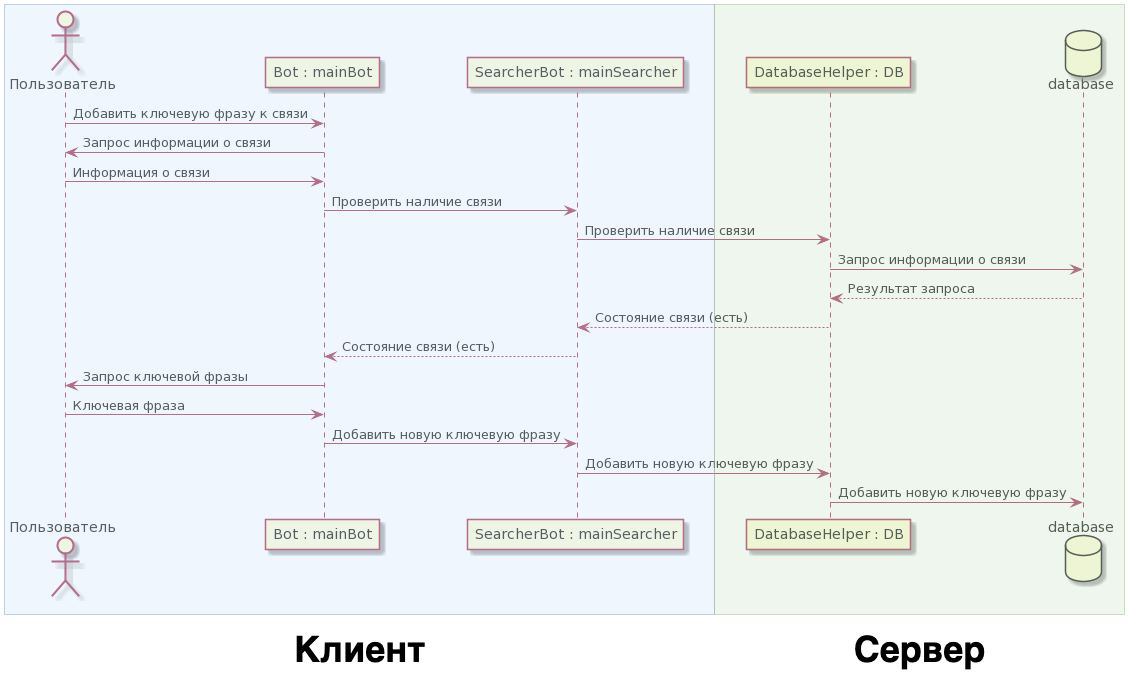 Пользователь
Bot : mainBot
SearcherBot : mainSearcher
DatabaseHelper : DB
database
Добавить ключевую фразу к связи
Запрос информации о связи
Информация о связи
Проверить наличие связи
Проверить наличие связи
Запрос информации о связи
Результат запроса
Состояние связи (есть)
Состояние связи (есть)
Запрос ключевой фразы
Ключевая фраза
Добавить новую ключевую фразу
Добавить новую ключевую фразу
Добавить новую ключевую фразу
Пользователь
Bot : mainBot
SearcherBot : mainSearcher
DatabaseHelper : DB
database
Клиент
Сервер